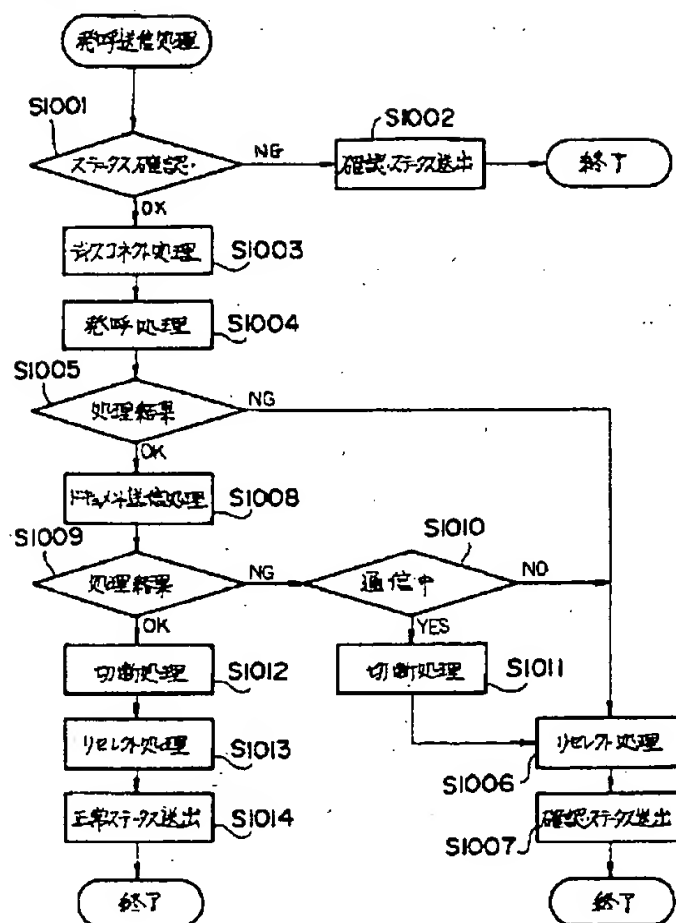 発呼送信処理
S1001
ステータス確認
NG
S1002
確認・ステータス送出
終了
OK
ディスコネクト処理
S1003
発呼処理
S1004
S1005
処理結果
NG
OK
ドキュメント送信処理
S1008
S1009
処理結果
NG
S1010
通信中
NO
OK
YES
切断処理
S1012
切断処理
S1011
リセレクト処理
S1013
リセレクト処理
S1006
正常ステータス送出
S1014
確認・ステータス送出
S1007
終了
終了